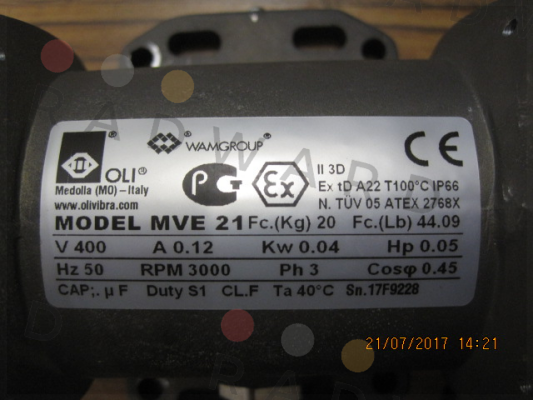 OLI® WAMGROUP® CE
Medolla (MO) – Italy
www.olivibra.com
PCT Ex
II 3D
Ex tD A22 T100°C IP66
N. TÜV 05 ATEX 2768X
MODEL MVE 21 Fc.(Kg) 20 Fc.(Lb) 44.09
V 400 A 0.12 Kw 0.04 Hp 0.05
Hz 50 RPM 3000 Ph 3 Cosφ 0.45
CAP;. µ F Duty S1 CL.F Ta 40°C Sn.17F9228
21/07/2017 14:21